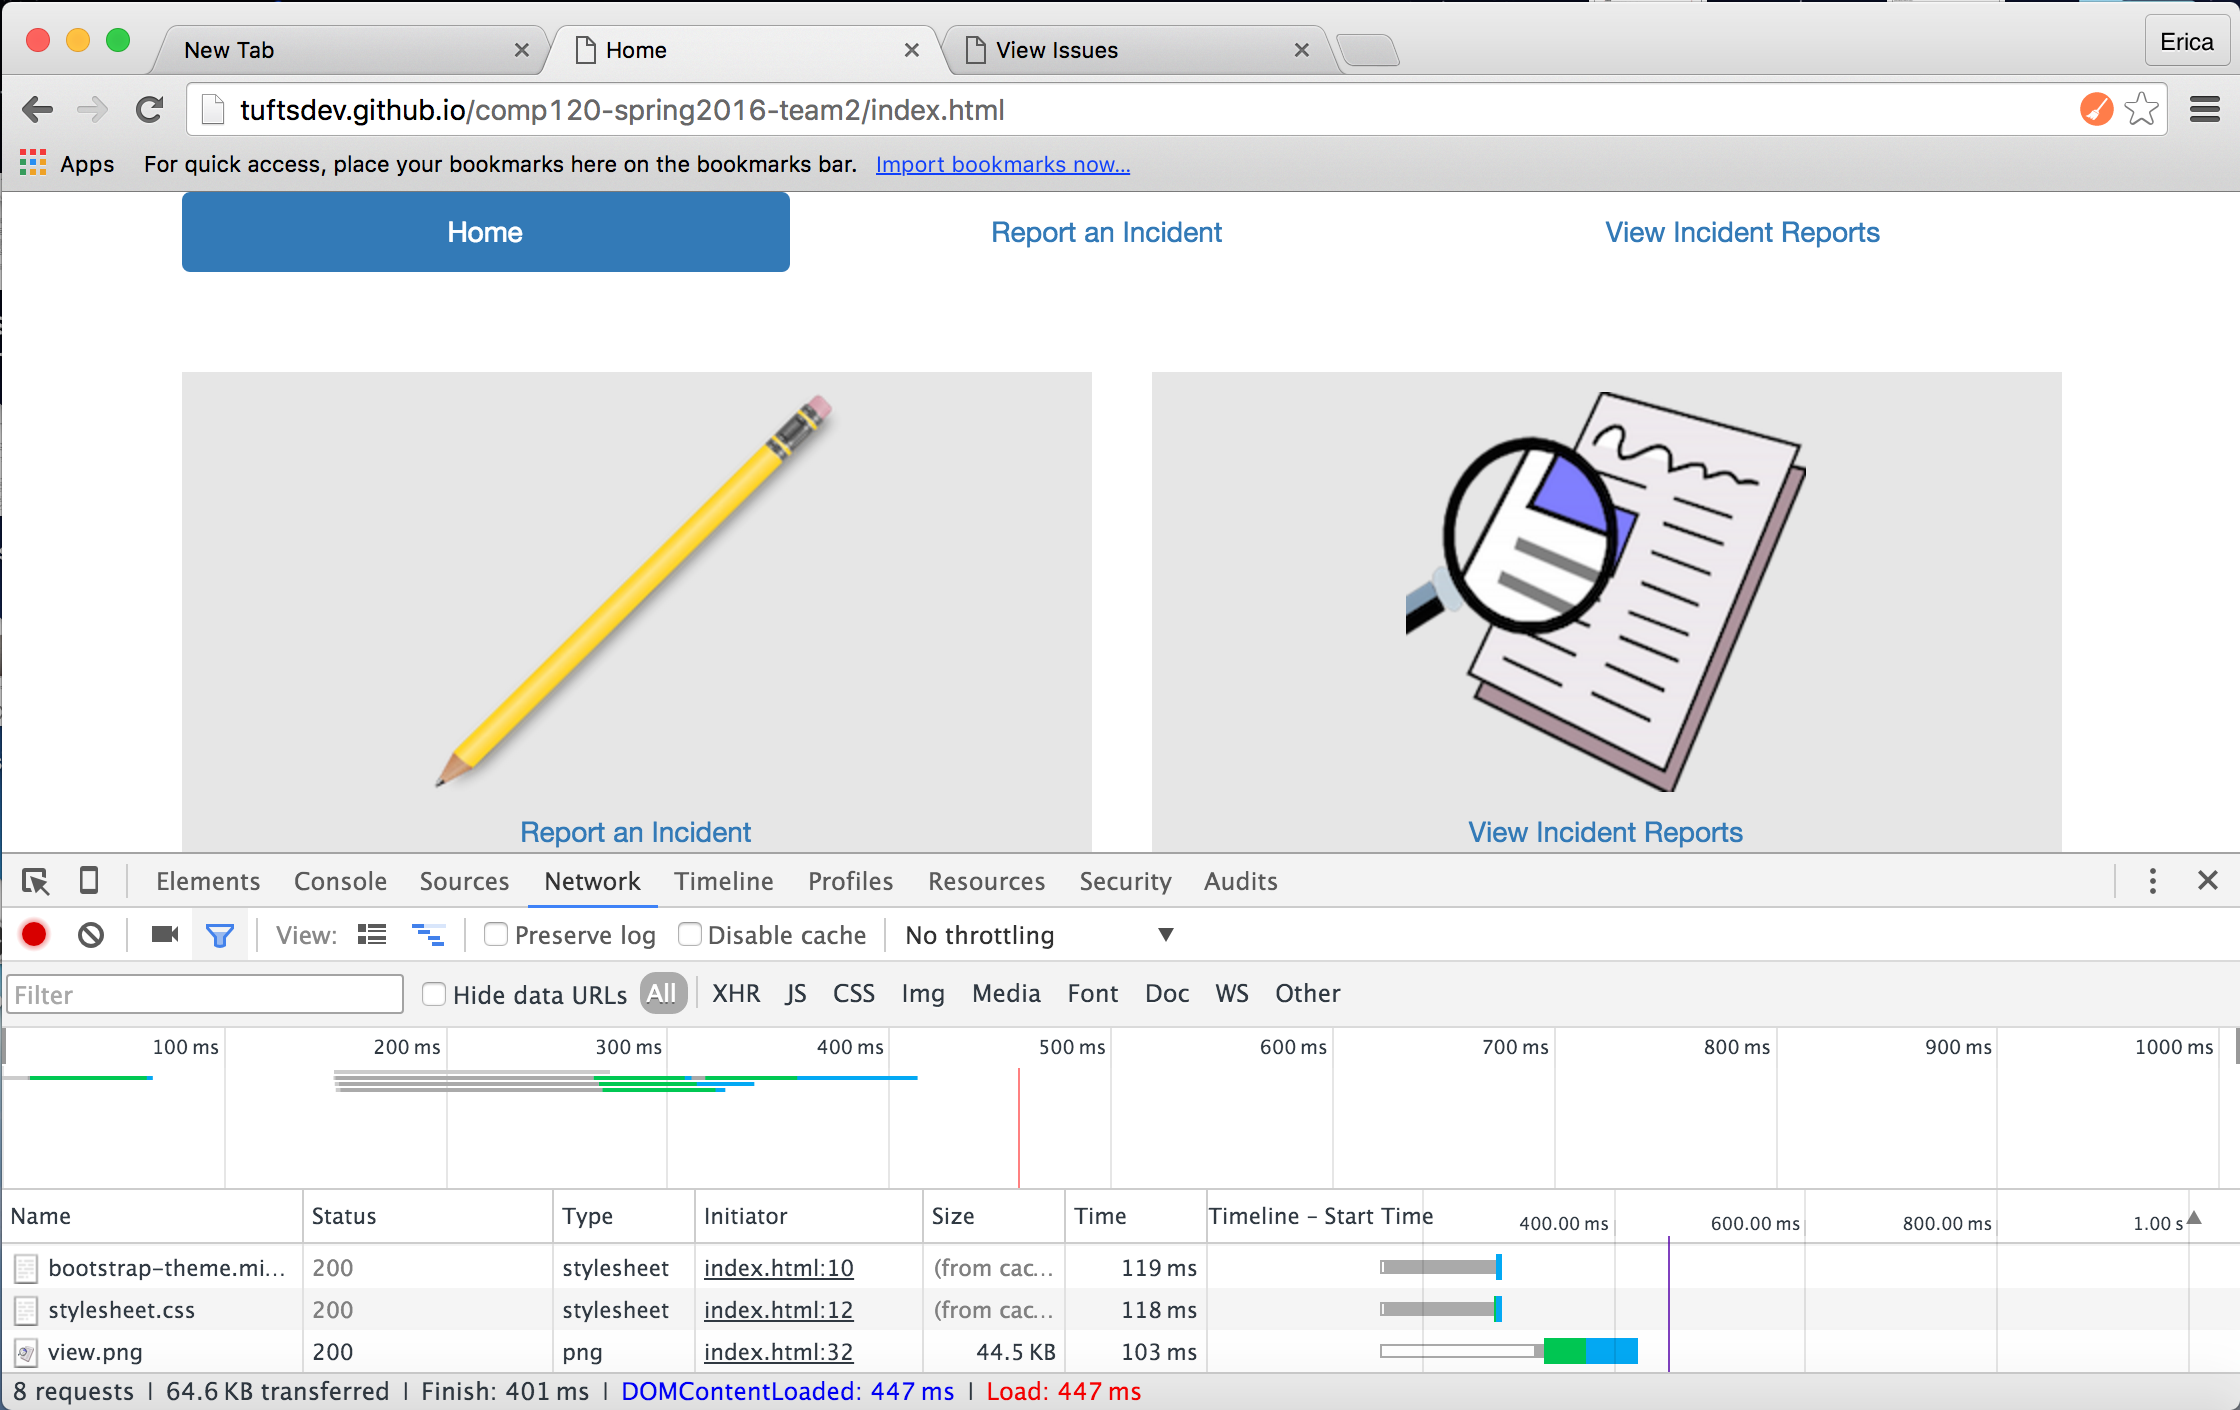 New Tab
Home
View Issues
Erica
tuftsdev.github.io/comp120-spring2016-team2/index.html
Apps For quick access, place your bookmarks here on the bookmarks bar. Import bookmarks now...
Home Report an Incident View Incident Reports
Report an Incident View Incident Reports
Elements Console Sources Network Timeline Profiles Resources Security Audits
View: Preserve log Disable cache No throttling
Filter Hide data URLs All XHR JS CSS Img Media Font Doc WS Other
100 ms 200 ms 300 ms 400 ms 500 ms 600 ms 700 ms 800 ms 900 ms 1000 ms
Name Status Type Initiator Size Time Timeline – Start Time 400.00 ms 600.00 ms 800.00 ms 1.00 s
bootstrap-theme.mi... 200 stylesheet index.html:10 (from cac... 119 ms
stylesheet.css 200 stylesheet index.html:12 (from cac... 118 ms
view.png 200 png index.html:32 44.5 KB 103 ms
8 requests | 64.6 KB transferred | Finish: 401 ms | DOMContentLoaded: 447 ms | Load: 447 ms